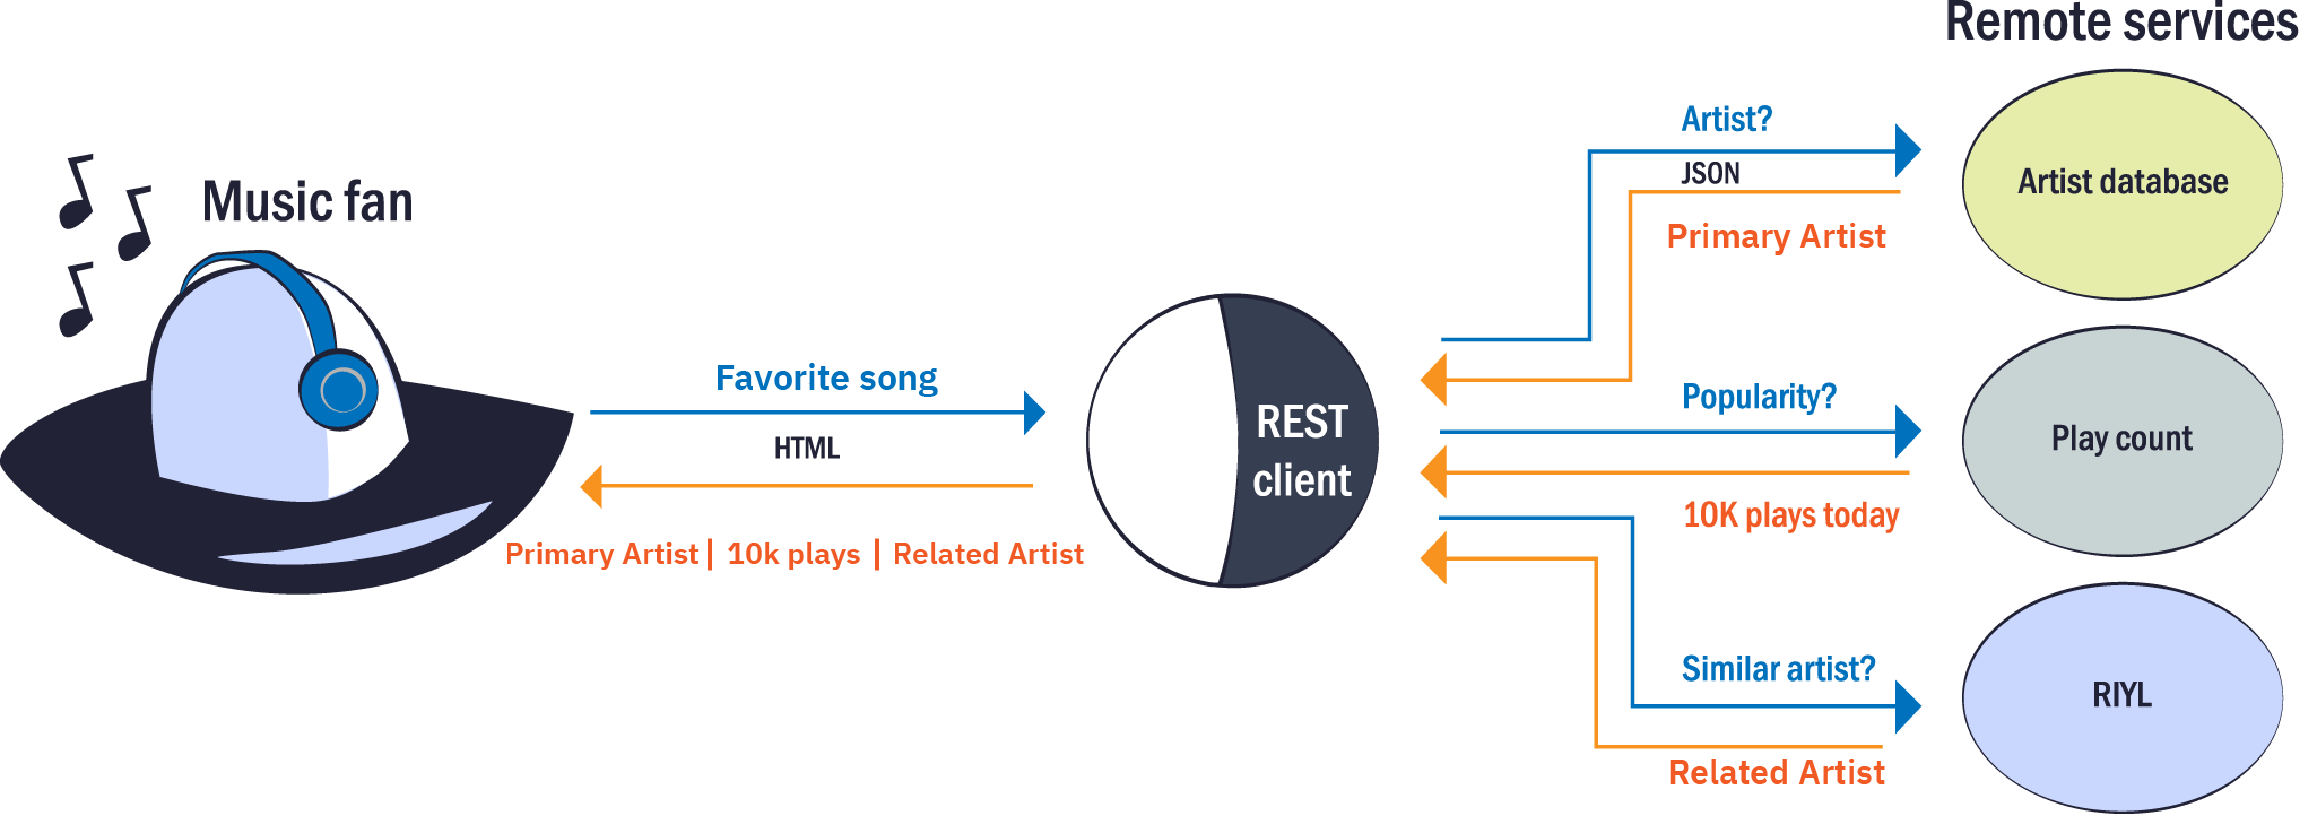 Remote services
Music fan
Favorite song
HTML
Primary Artist | 10k plays | Related Artist
REST
client
Artist?
JSON
Primary Artist
Popularity?
10K plays today
Similar artist?
Related Artist
Artist database
Play count
RIYL